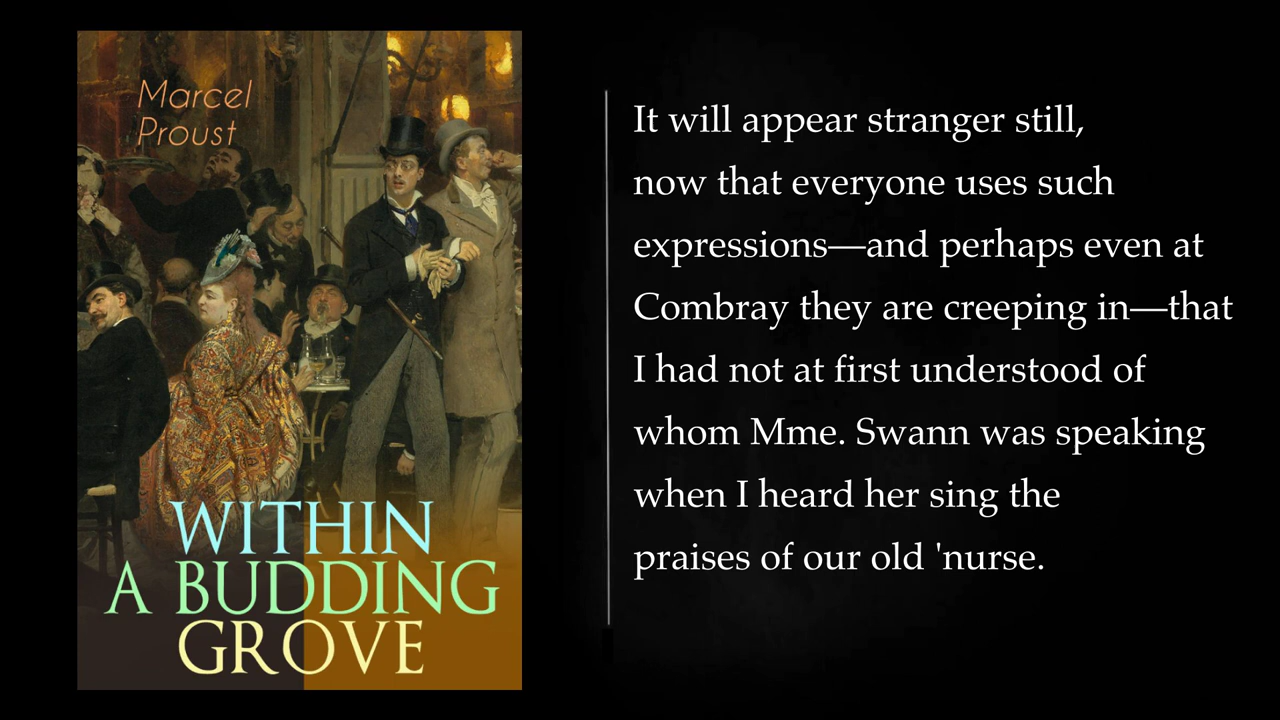 Marcel
Proust
WITHIN
A BUDDING
GROVE
It will appear stranger still,
now that everyone uses such
expressions—and perhaps even at
Combray they are creeping in—that
I had not at first understood of
whom Mme. Swann was speaking
when I heard her sing the
praises of our old 'nurse.